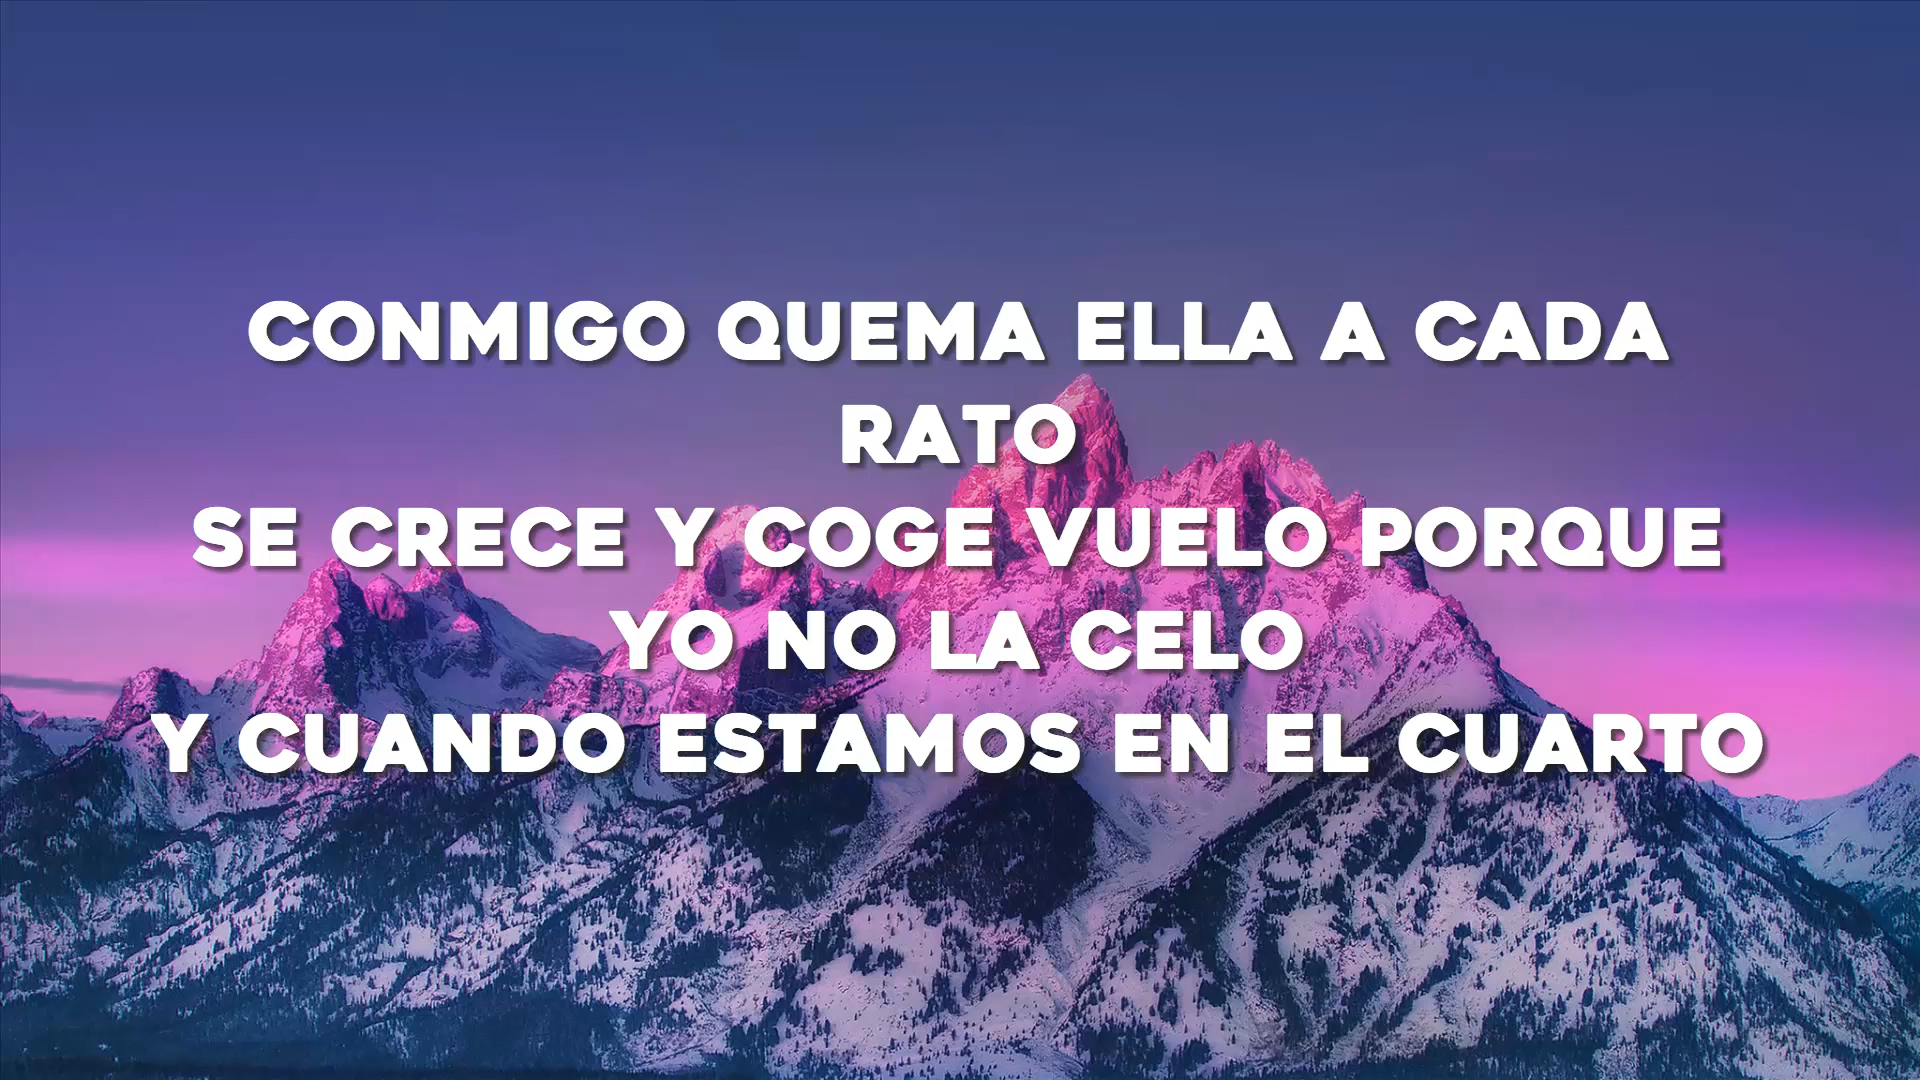 CONMIGO QUEMA ELLA A CADA
RATO
SE CRECE Y COGE VUELO PORQUE
YO NO LA CELO
Y CUANDO ESTAMOS EN EL CUARTO